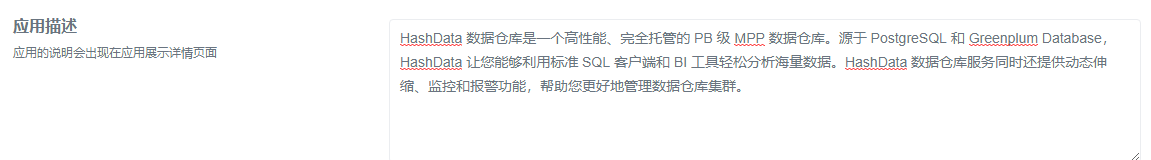 应用描述
应用的说明会出现在应用展示详情页面
HashData 数据仓库是一个高性能、完全托管的 PB 级 MPP 数据仓库。源于 PostgreSQL 和 Greenplum Database，
HashData 让您能够利用标准 SQL 客户端和 BI 工具轻松分析海量数据。HashData 数据仓库服务同时还提供动态伸
缩、监控和报警功能，帮助您更好地管理数据仓库集群。